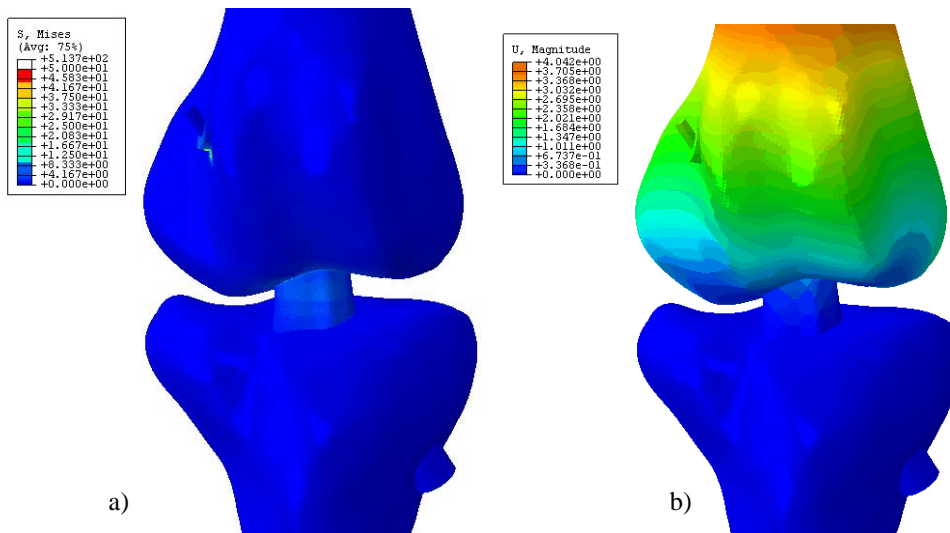 S, Mises
(Avg: 75%)
+5.137e+02
+5.000e+01
+4.583e+01
+4.167e+01
+3.750e+01
+3.333e+01
+2.917e+01
+2.500e+01
+2.083e+01
+1.667e+01
+1.250e+01
+8.333e+00
+4.167e+00
+0.000e+00
U, Magnitude
+4.042e+00
+3.705e+00
+3.368e+00
+3.032e+00
+2.695e+00
+2.358e+00
+2.021e+00
+1.684e+00
+1.347e+00
+1.011e+00
+6.737e-01
+3.368e-01
+0.000e+00
a)
b)